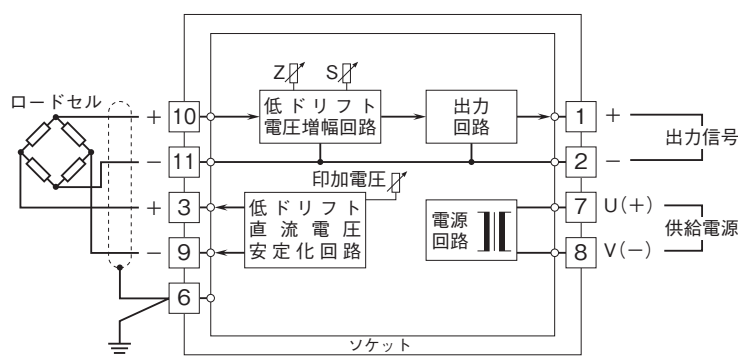 ロードセル
Z
S
低ドリフト
電圧増幅回路
出力
回路
+ 10
− 11
+ 3
− 9
6
印加電圧
低ドリフト
直流電圧
安定化回路
電源
回路
1 +
2 −
出力信号
7 U(+)
8 V(−)
供給電源
ソケット